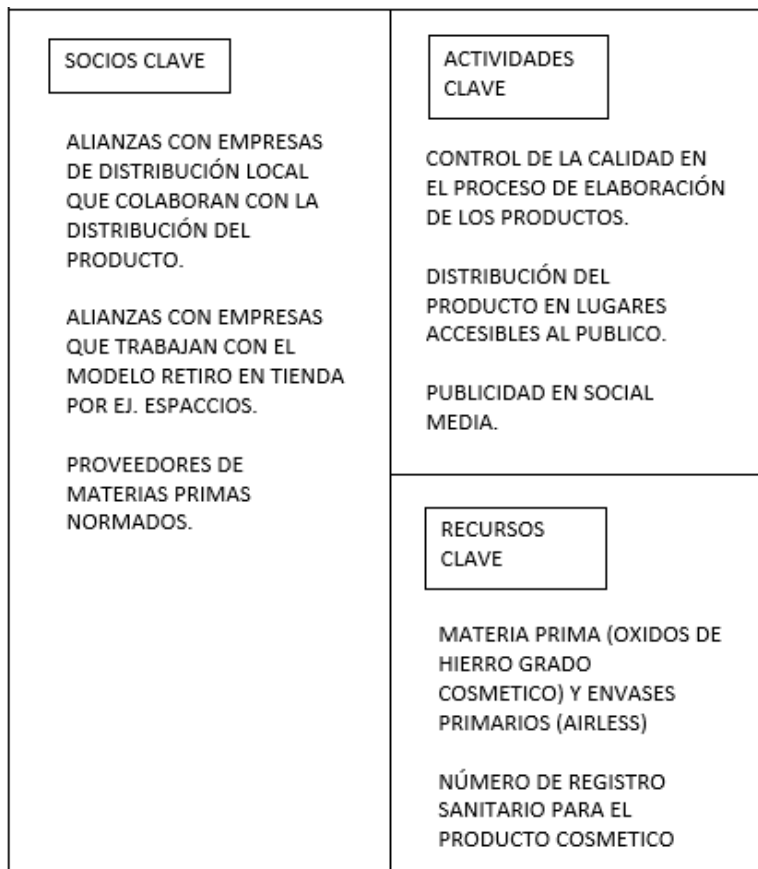 SOCIOS CLAVE
ALIANZAS CON EMPRESAS
DE DISTRIBUCIÓN LOCAL
QUE COLABORAN CON LA
DISTRIBUCIÓN DEL
PRODUCTO.
ALIANZAS CON EMPRESAS
QUE TRABAJAN CON EL
MODELO RETIRO EN TIENDA
POR EJ. ESPACCIOS.
PROVEEDORES DE
MATERIAS PRIMAS
NORMADOS.
ACTIVIDADES
CLAVE
CONTROL DE LA CALIDAD EN
EL PROCESO DE ELABORACIÓN
DE LOS PRODUCTOS.
DISTRIBUCIÓN DEL
PRODUCTO EN LUGARES
ACCESIBLES AL PUBLICO.
PUBLICIDAD EN SOCIAL
MEDIA.
RECURSOS
CLAVE
MATERIA PRIMA (OXIDOS DE
HIERRO GRADO
COSMETICO) Y ENVASES
PRIMARIOS (AIRLESS)
NÚMERO DE REGISTRO
SANITARIO PARA EL
PRODUCTO COSMETICO